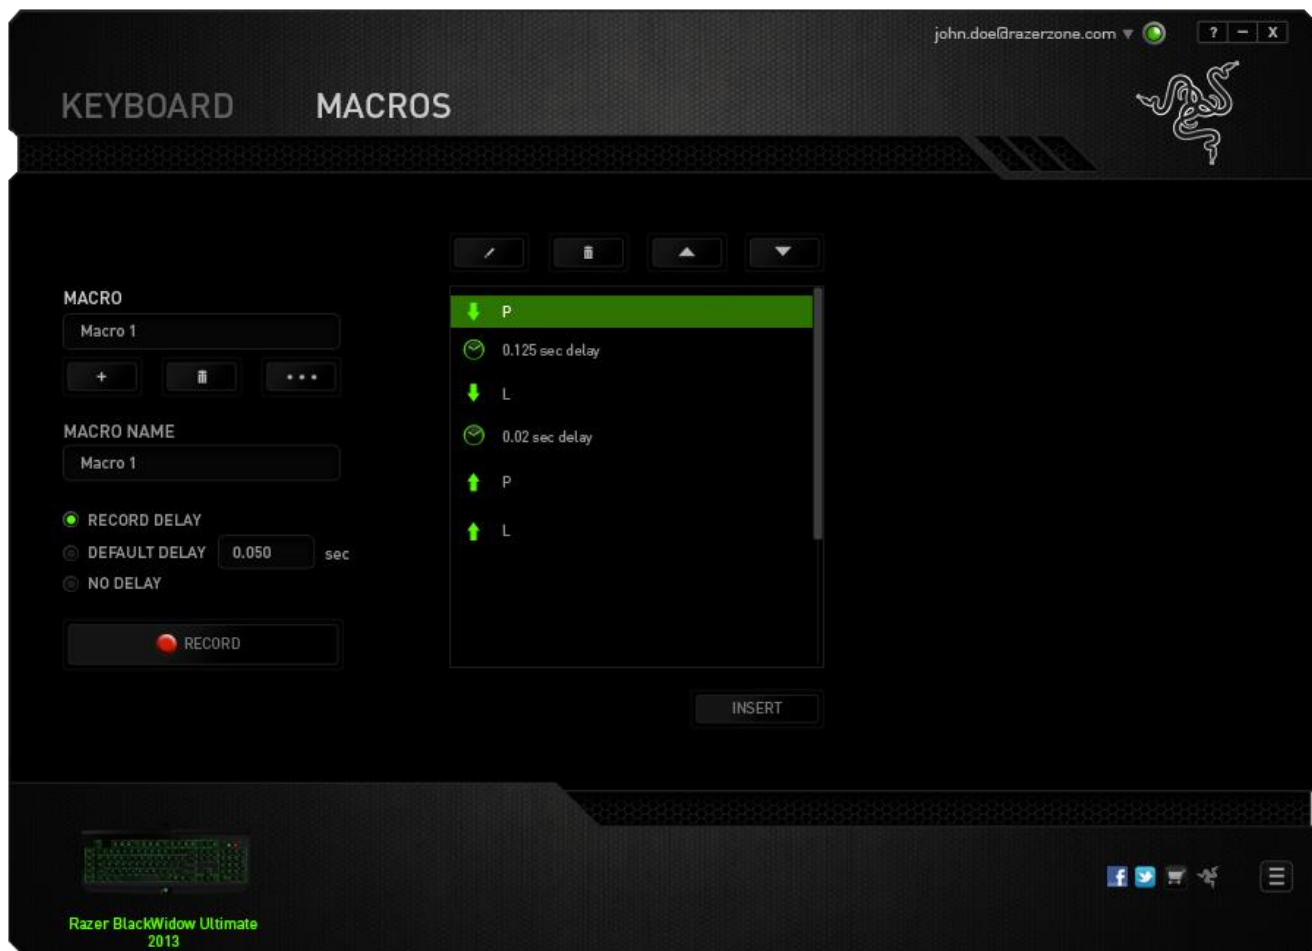 john.doe@razerzone.com
? – X
KEYBOARD MACROS
MACRO
Macro 1
+
MACRO NAME
Macro 1
RECORD DELAY
DEFAULT DELAY 0.050 sec
NO DELAY
RECORD
P
0.125 sec delay
L
0.02 sec delay
P
L
INSERT
Razer BlackWidow Ultimate
2013